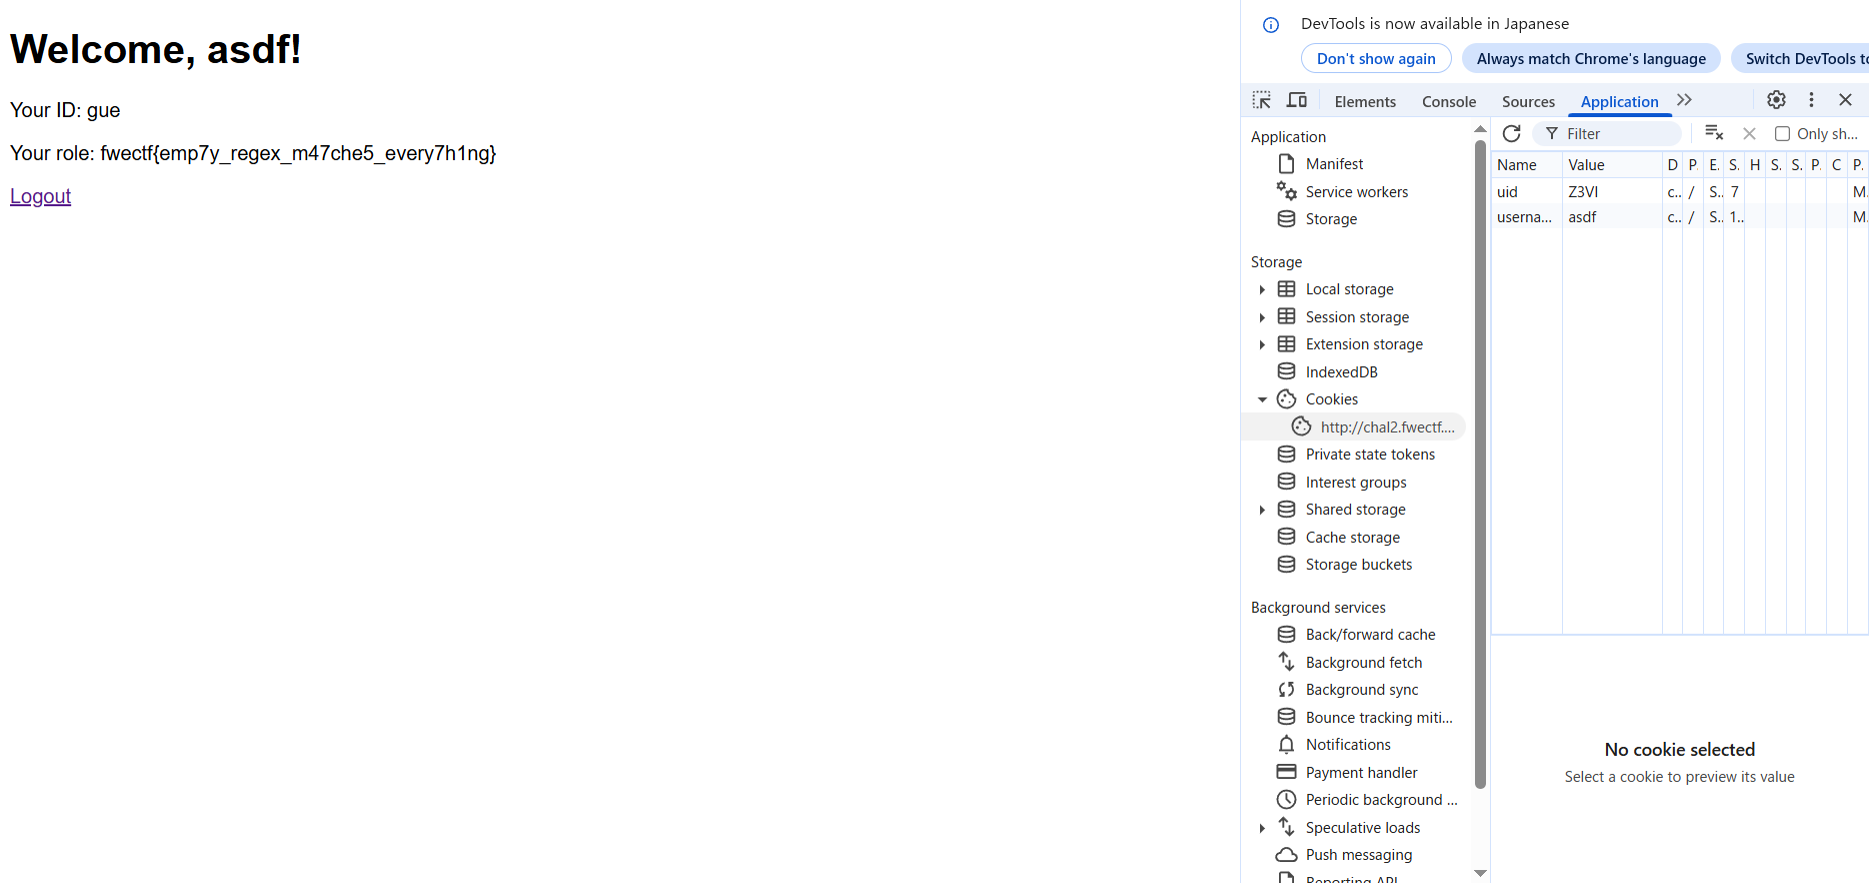 Welcome, asdf!
Your ID: gue
Your role: fwectf{emp7y_regex_m47che5_every7h1ng}
Logout
DevTools is now available in Japanese
Don't show again
Always match Chrome's language
Switch DevTools to
Elements
Console
Sources
Application
Application
Manifest
Service workers
Storage
Storage
Local storage
Session storage
Extension storage
IndexedDB
Cookies
http://chal2.fwectf....
Private state tokens
Interest groups
Shared storage
Cache storage
Storage buckets
Background services
Back/forward cache
Background fetch
Background sync
Bounce tracking miti...
Notifications
Payment handler
Periodic background ...
Speculative loads
Push messaging
Reporting API
Filter
Only sh...
Name Value D P. E. S. H S. S. P. C P.
uid Z3Vl c.. / S.. 7 M.
userna... asdf c.. / S.. 1.. M.
No cookie selected
Select a cookie to preview its value